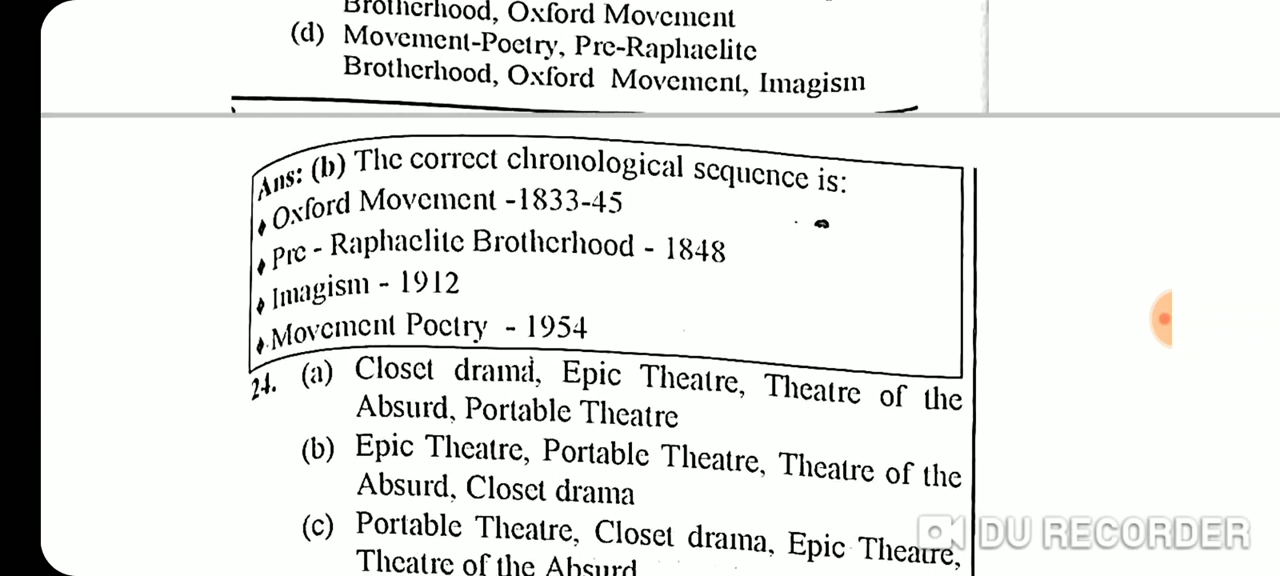 Brotherhood, Oxford Movement
(d) Movement-Poetry, Pre-Raphaelite
Brotherhood, Oxford Movement, Imagism
Ans: (b) The correct chronological sequence is:
♦ Oxford Movement -1833-45
♦ Pre - Raphaelite Brotherhood - 1848
♦ Imagism - 1912
♦ Movement Poetry - 1954
24. (a) Closet drama, Epic Theatre, Theatre of the
Absurd, Portable Theatre
(b) Epic Theatre, Portable Theatre, Theatre of the
Absurd, Closet drama
(c) Portable Theatre, Closet drama, Epic Theatre,
Theatre of the Absurd
DU RECORDER